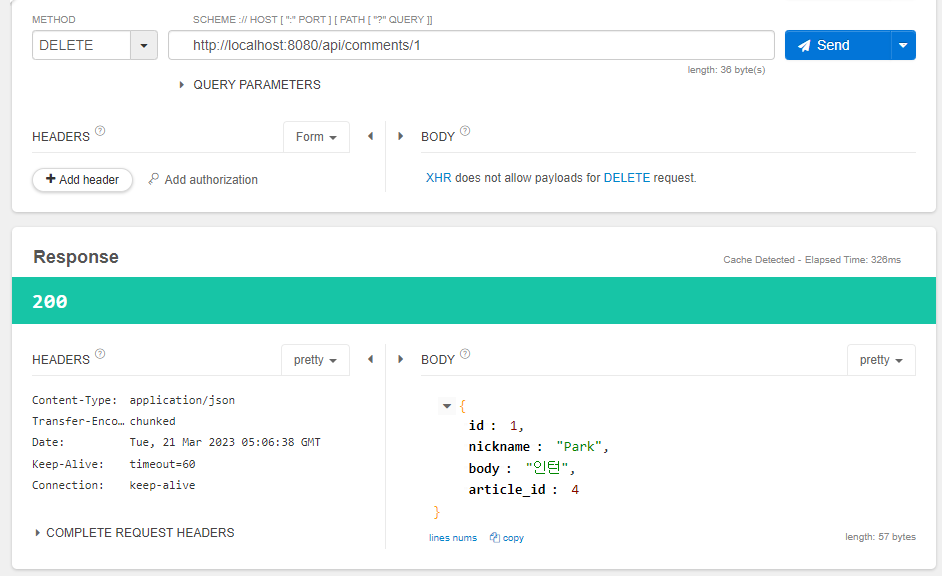 METHOD SCHEME :// HOST [ ":" PORT ] [ PATH [ "?" QUERY ]]
DELETE http://localhost:8080/api/comments/1 Send
length: 36 byte(s)
QUERY PARAMETERS
HEADERS ? Form BODY ?
+ Add header Add authorization XHR does not allow payloads for DELETE request.
Response Cache Detected - Elapsed Time: 326ms
200
HEADERS ? pretty BODY ? pretty
Content-Type: application/json
Transfer-Enco… chunked
Date: Tue, 21 Mar 2023 05:06:38 GMT
Keep-Alive: timeout=60
Connection: keep-alive
COMPLETE REQUEST HEADERS
{
id : 1,
nickname : "Park",
body : "인턴",
article_id : 4
}
lines nums copy length: 57 bytes